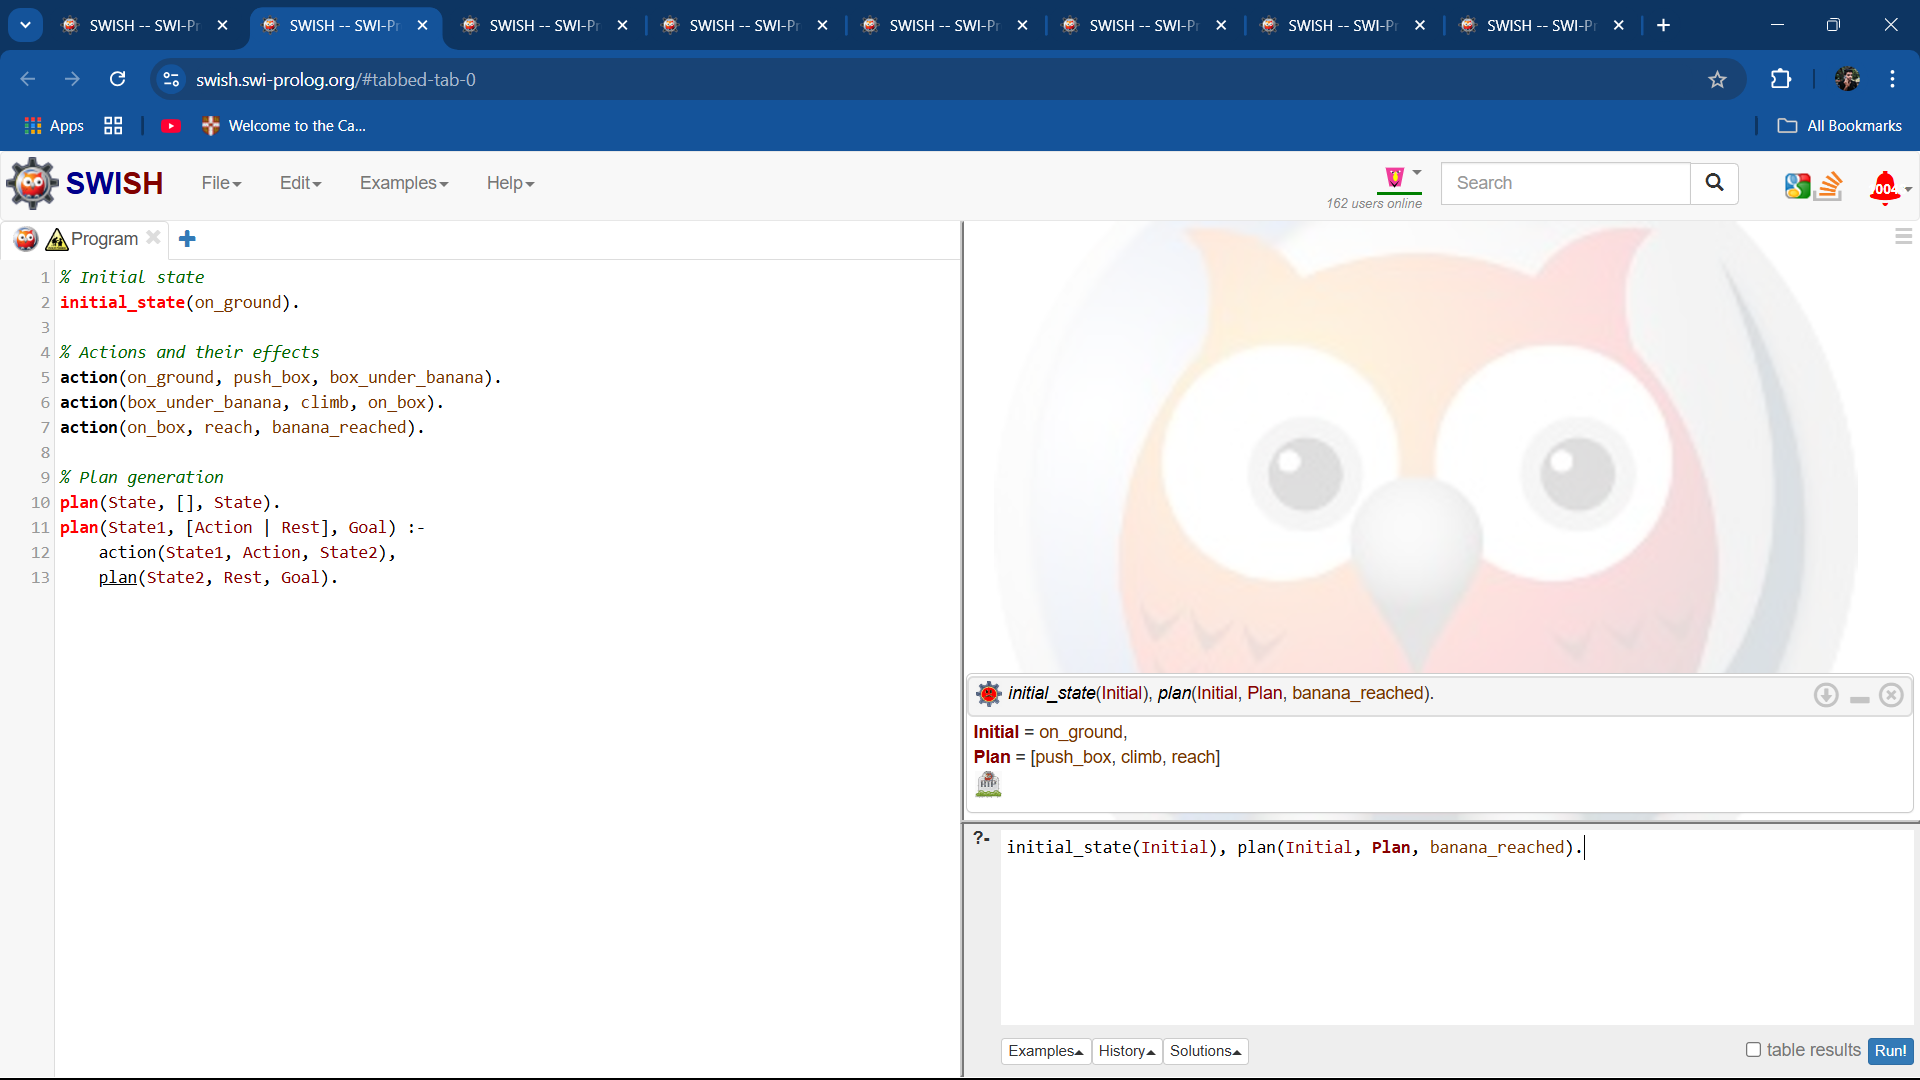 SWISH -- SWI-Pr SWISH -- SWI-Pr SWISH -- SWI-Pr SWISH -- SWI-Pr SWISH -- SWI-Pr SWISH -- SWI-Pr SWISH -- SWI-Pr SWISH -- SWI-Pr
swish.swi-prolog.org/#tabbed-tab-0
Apps Welcome to the Ca... All Bookmarks
SWISH File Edit Examples Help Search
162 users online
Program
1 % Initial state
2 initial_state(on_ground).
3
4 % Actions and their effects
5 action(on_ground, push_box, box_under_banana).
6 action(box_under_banana, climb, on_box).
7 action(on_box, reach, banana_reached).
8
9 % Plan generation
10 plan(State, [], State).
11 plan(State1, [Action | Rest], Goal) :-
12 action(State1, Action, State2),
13 plan(State2, Rest, Goal).
initial_state(Initial), plan(Initial, Plan, banana_reached).
Initial = on_ground,
Plan = [push_box, climb, reach]
?- initial_state(Initial), plan(Initial, Plan, banana_reached).
Examples History Solutions table results Run!